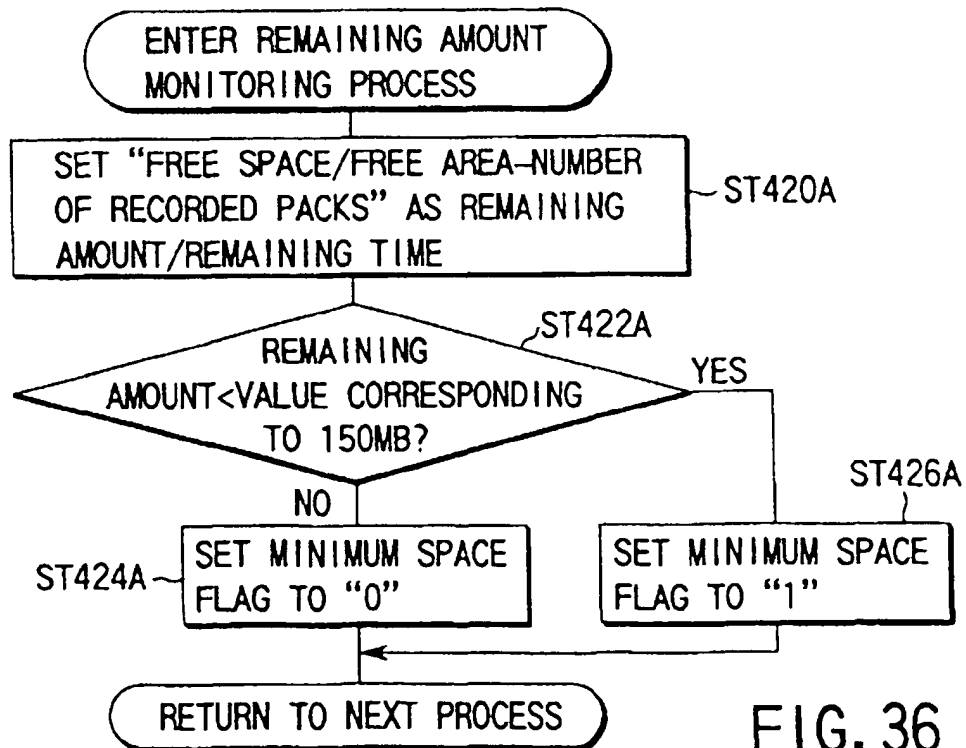 ENTER REMAINING AMOUNT
MONITORING PROCESS
SET “FREE SPACE/FREE AREA–NUMBER
OF RECORDED PACKS” AS REMAINING
AMOUNT/REMAINING TIME
ST420A
ST422A
REMAINING
AMOUNT<VALUE CORRESPONDING
TO 150MB?
YES
NO
ST426A
ST424A
SET MINIMUM SPACE
FLAG TO “0”
SET MINIMUM SPACE
FLAG TO “1”
RETURN TO NEXT PROCESS
FIG. 36